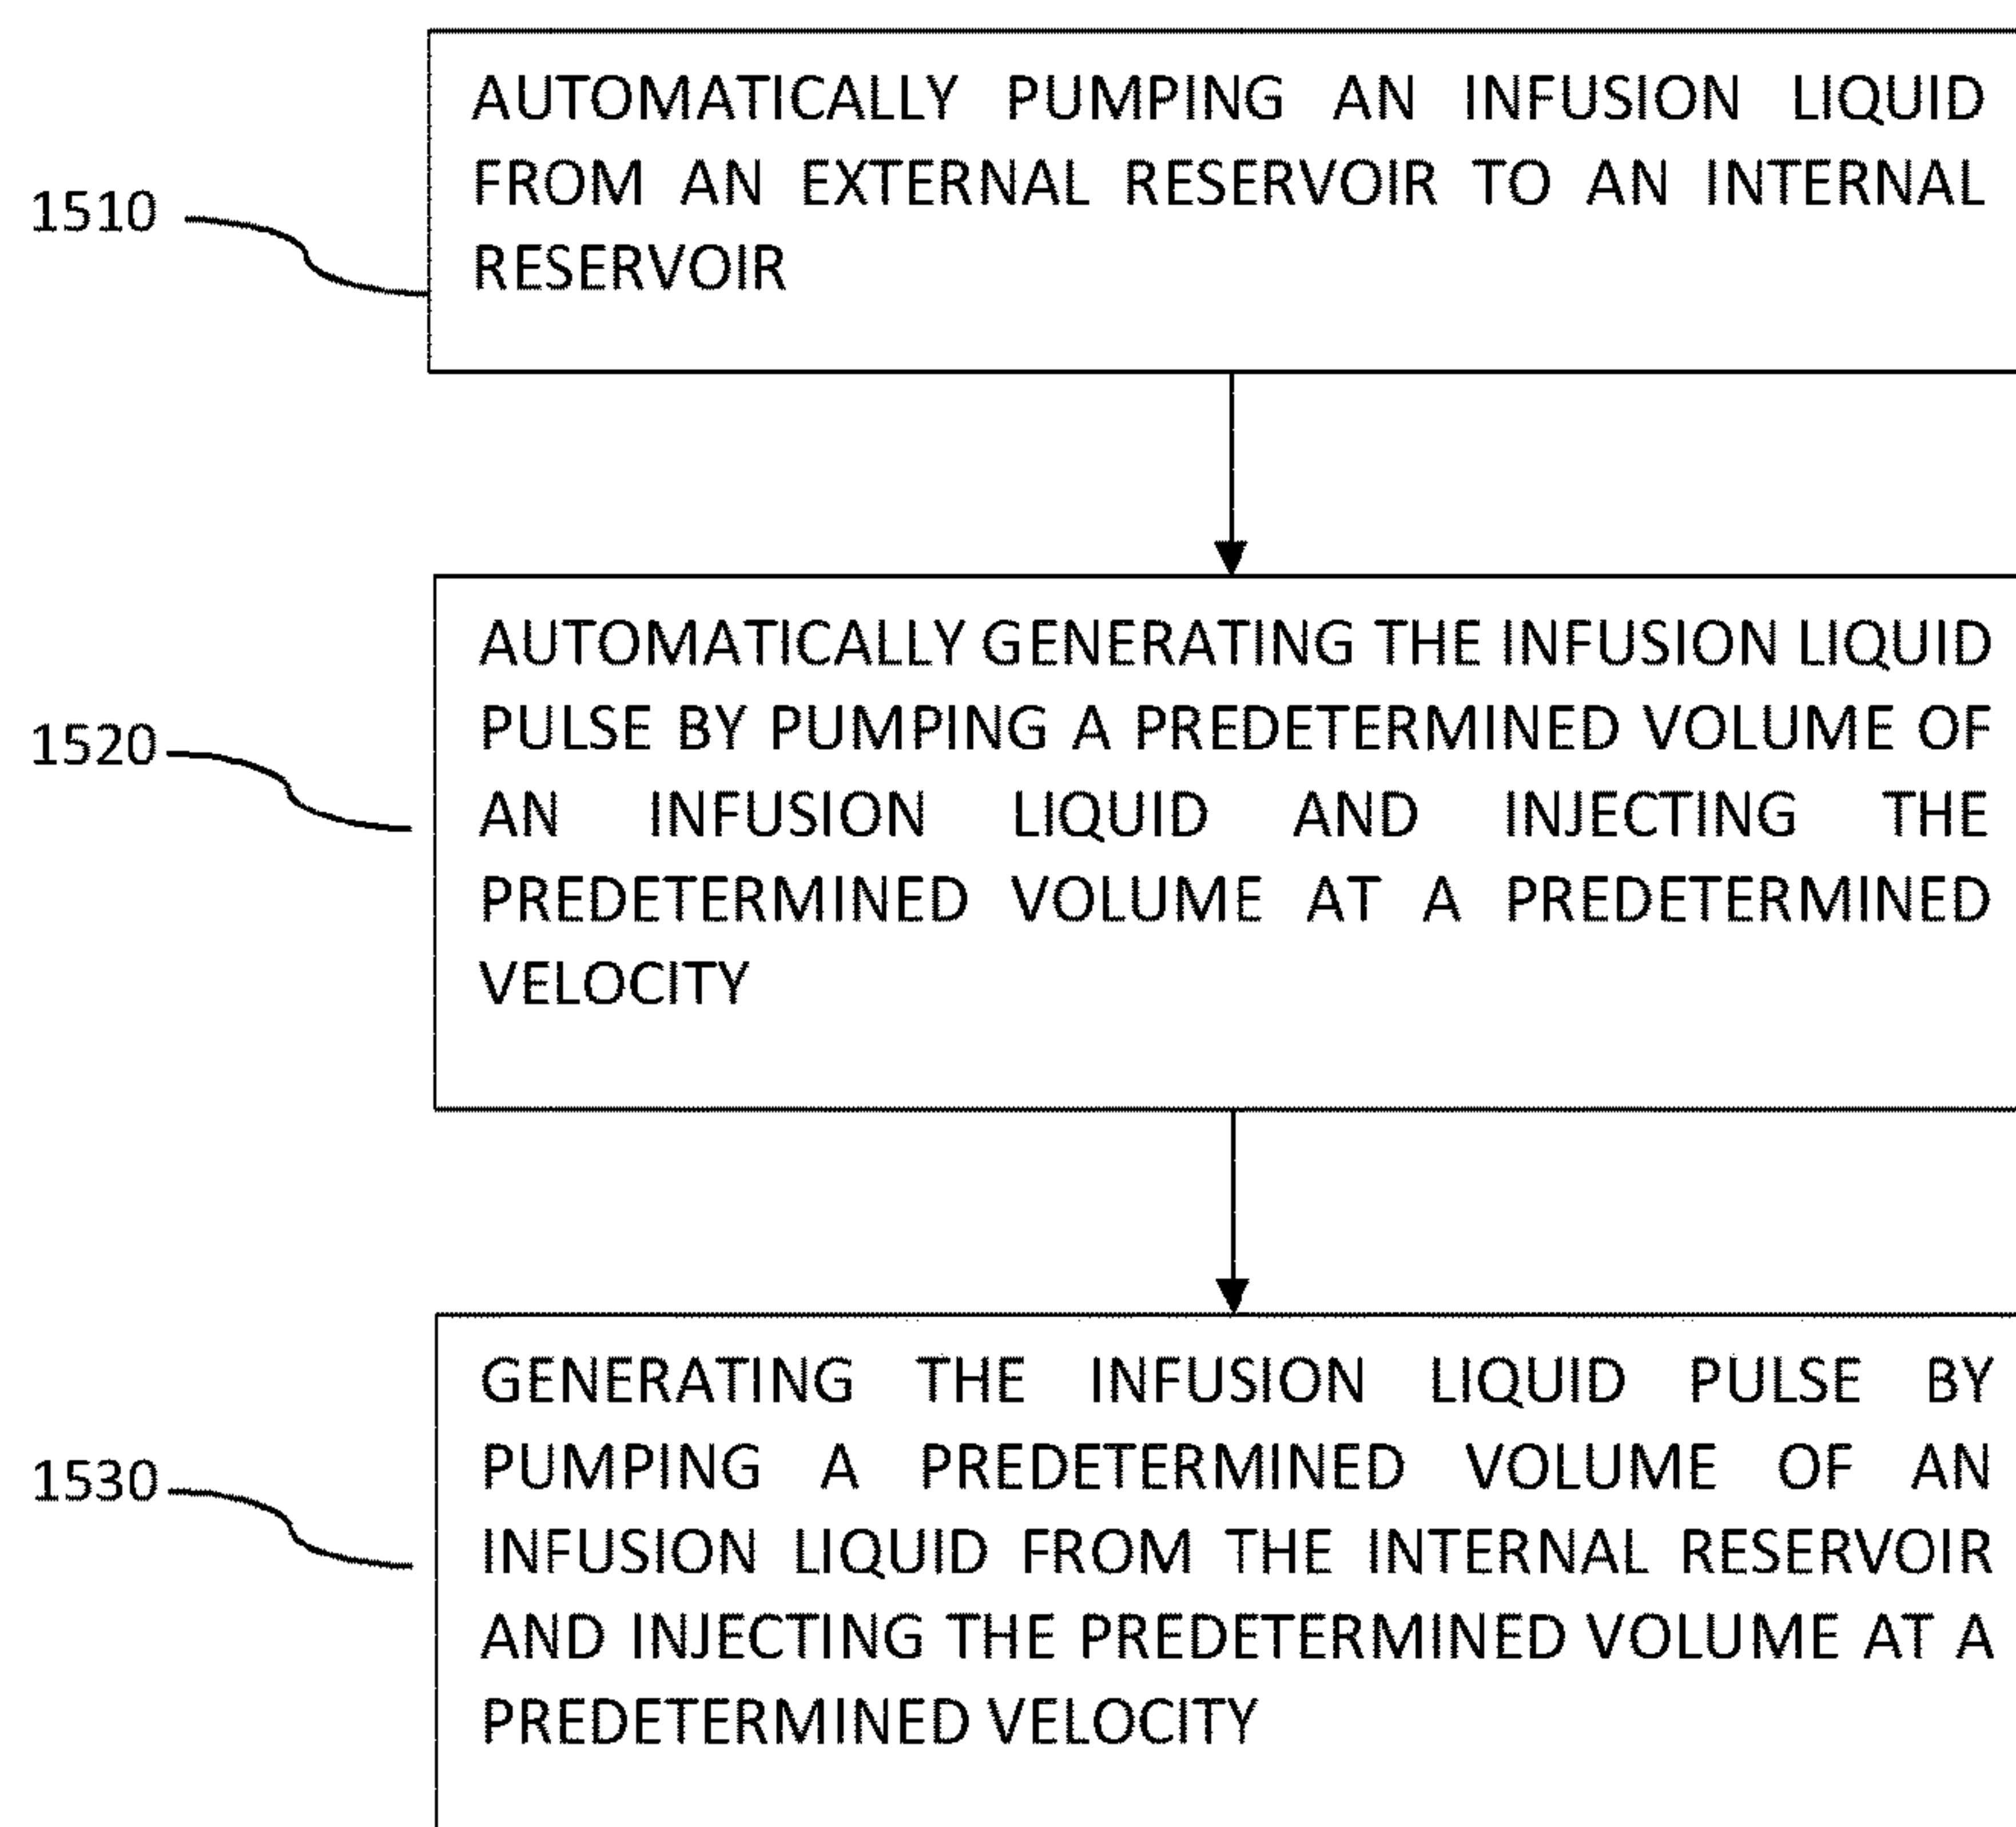 AUTOMATICALLY PUMPING AN INFUSION LIQUID
FROM AN EXTERNAL RESERVOIR TO AN INTERNAL
RESERVOIR
1510
AUTOMATICALLY GENERATING THE INFUSION LIQUID
PULSE BY PUMPING A PREDETERMINED VOLUME OF
AN INFUSION LIQUID AND INJECTING THE
PREDETERMINED VOLUME AT A PREDETERMINED
VELOCITY
1520
GENERATING THE INFUSION LIQUID PULSE BY
PUMPING A PREDETERMINED VOLUME OF AN
INFUSION LIQUID FROM THE INTERNAL RESERVOIR
AND INJECTING THE PREDETERMINED VOLUME AT A
PREDETERMINED VELOCITY
1530